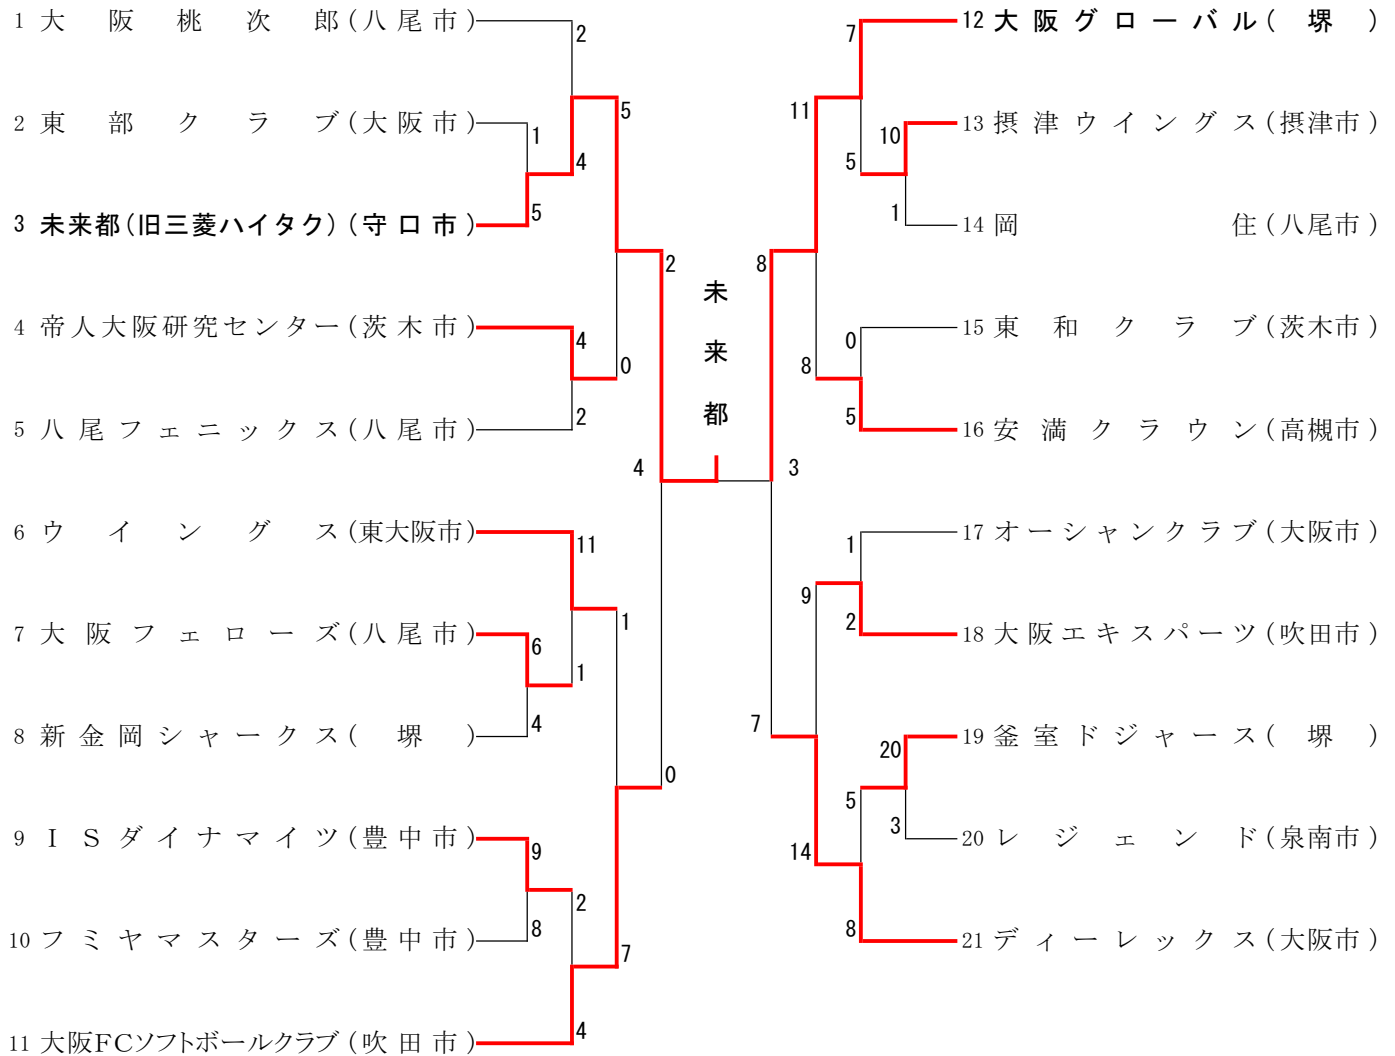 1 大阪桃次郎(八尾市)
2
5
2 東部クラブ(大阪市)
1
4
3 未来都(旧三菱ハイタク)(守口市)
5
2
4 帝人大阪研究センター(茨木市)
4
0
5 八尾フェニックス(八尾市)
2
4
6 ウイングス(東大阪市)
11
1
7 大阪フェローズ(八尾市)
6
1
8 新金岡シャークス(堺)
4
0
9 ISダイナマイツ(豊中市)
9
2
10 フミヤマスターズ(豊中市)
8
7
11 大阪FCソフトボールクラブ(吹田市)
4
未来都
12 大阪グローバル(堺)
7
11
13 摂津ウイングス(摂津市)
10
5
14 岡住(八尾市)
1
8
15 東和クラブ(茨木市)
0
8
16 安満クラウン(高槻市)
5
3
17 オーシャンクラブ(大阪市)
1
9
18 大阪エキスパーツ(吹田市)
2
7
19 釜室ドジャース(堺)
20
5
20 レジェンド(泉南市)
3
14
21 ディーレックス(大阪市)
8